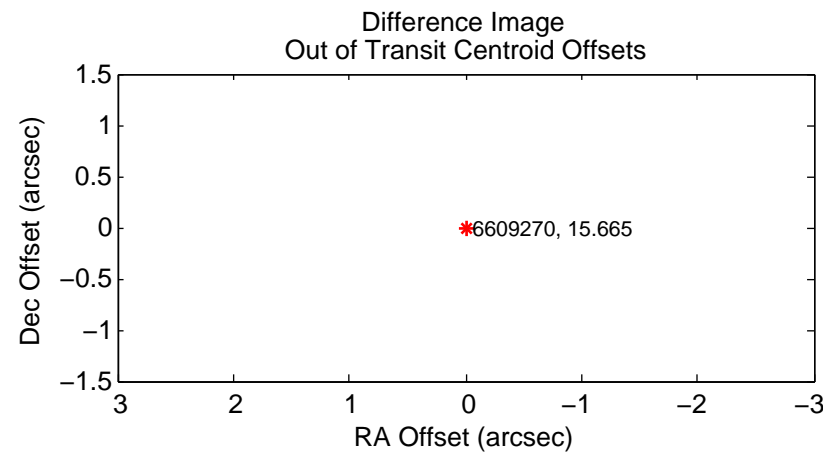 Difference Image
Out of Transit Centroid Offsets
1.5
1
0.5
0
−0.5
−1
−1.5
Dec Offset (arcsec)
6609270, 15.665
3 2 1 0 −1 −2 −3
RA Offset (arcsec)